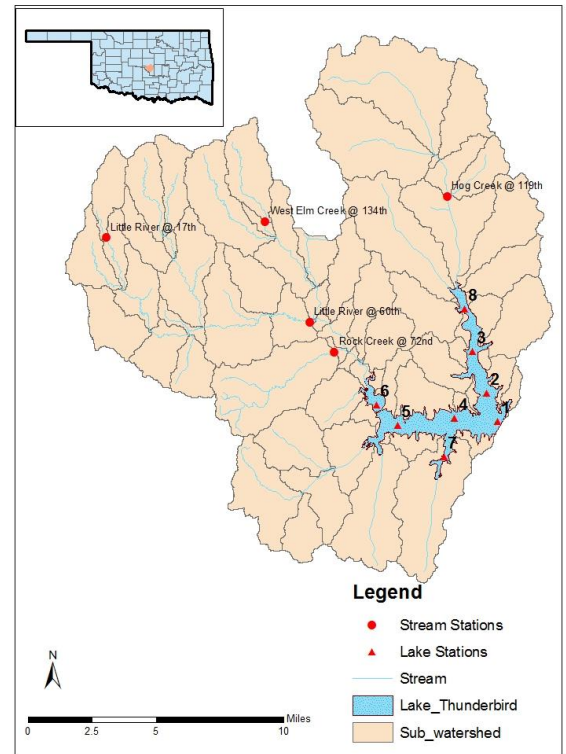 Hog Creek @ 119th
West Elm Creek @ 134th
Little River @ 17th
8
Little River @ 60th
3
Rock Creek @ 72nd
2
6
4
1
5
7
Legend
Stream Stations
Lake Stations
N
Stream
Lake_Thunderbird
Miles
0 2.5 5 10
Sub_watershed